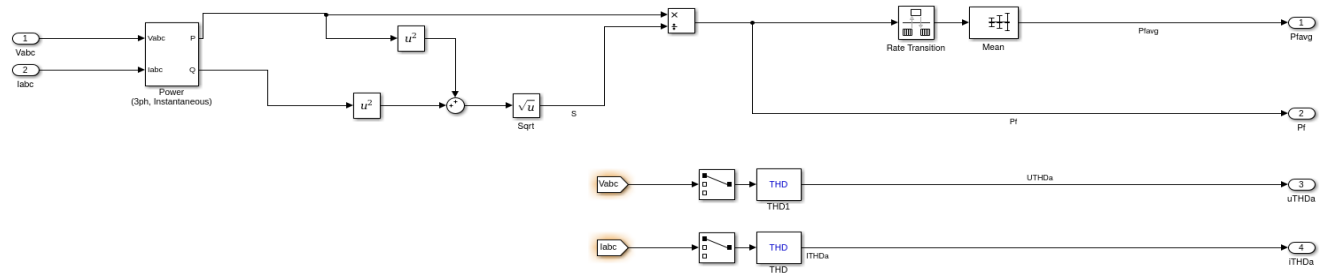 1
Vabc
2
Iabc
Vabc
Iabc
P
Q
Power
(3ph, Instantaneous)
u²
u²
+
+
√u
Sqrt
S
×
÷
Rate Transition
Mean
Pfavg
1
Pfavg
Pf
2
Pf
Vabc
THD
THD1
UTHDa
3
uTHDa
Iabc
THD
THD
ITHDa
4
iTHDa